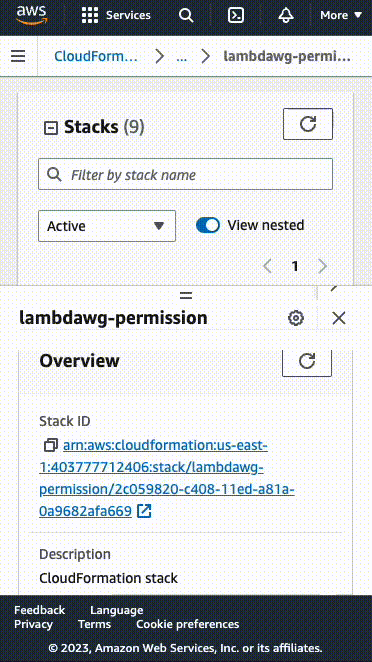 aws
Services
More
CloudForm...
...
lambdawg-permi...
Stacks (9)
Filter by stack name
Active
View nested
1
lambdawg-permission
Overview
Stack ID
arn:aws:cloudformation:us-east-
1:403777712406:stack/lambdawg-
permission/2c059820-c408-11ed-a81a-
0a9682afa669
Description
CloudFormation stack
Feedback Language
Privacy Terms Cookie preferences
© 2023, Amazon Web Services, Inc. or its affiliates.